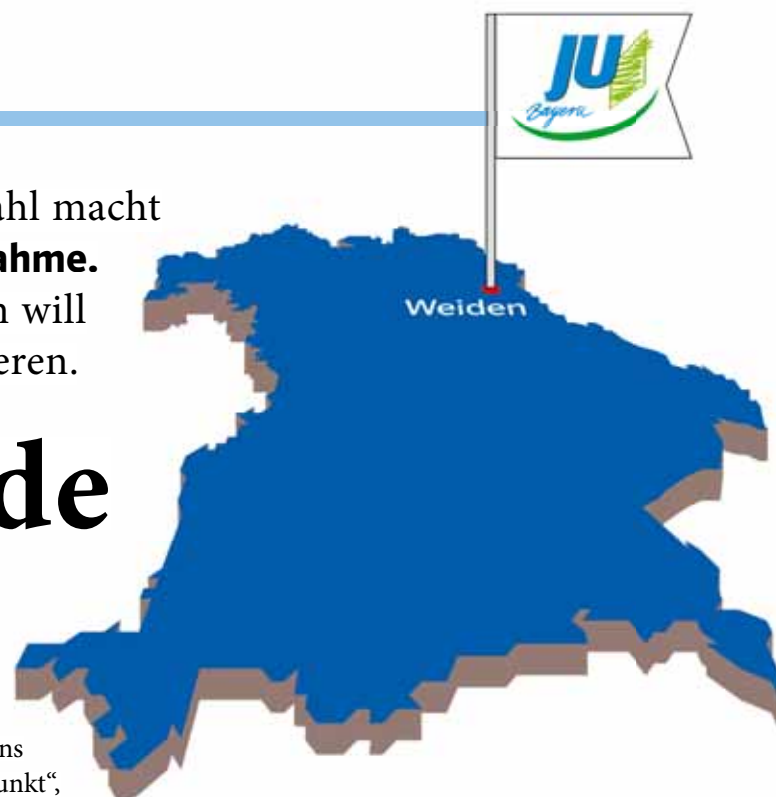 JU
Bayern
ahl macht
ahme.
n will
eren.
Weiden
de
ns
unkt“,